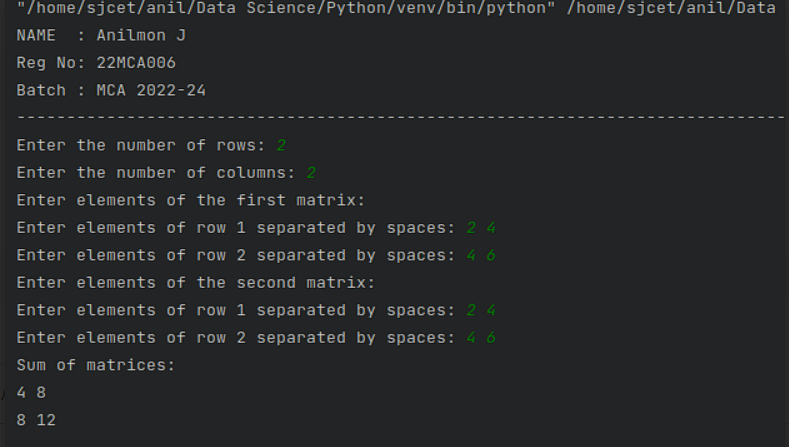 "/home/sjcet/anil/Data Science/Python/venv/bin/python" /home/sjcet/anil/Data
NAME  : Anilmon J
Reg No: 22MCA006
Batch : MCA 2022-24
-----------------------------------------------------------------------------
Enter the number of rows: 2
Enter the number of columns: 2
Enter elements of the first matrix:
Enter elements of row 1 separated by spaces: 2 4
Enter elements of row 2 separated by spaces: 4 6
Enter elements of the second matrix:
Enter elements of row 1 separated by spaces: 2 4
Enter elements of row 2 separated by spaces: 4 6
Sum of matrices:
4 8
8 12